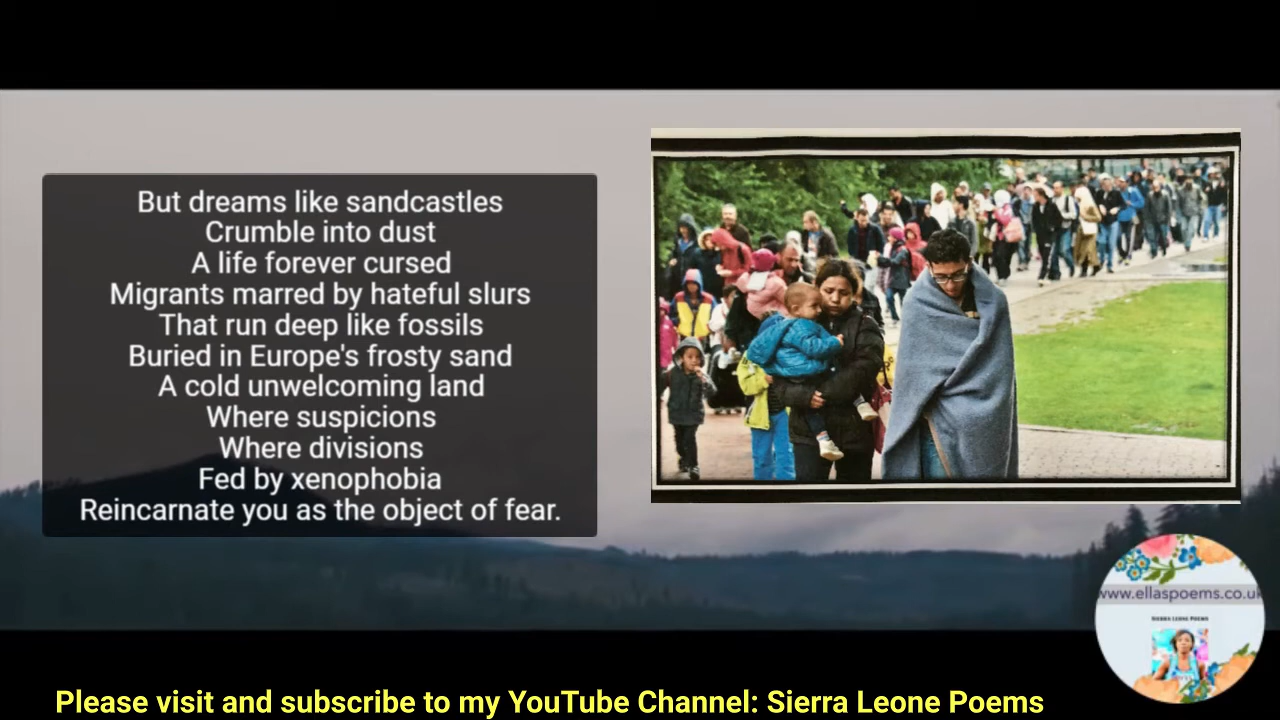 But dreams like sandcastles
Crumble into dust
A life forever cursed
Migrants marred by hateful slurs
That run deep like fossils
Buried in Europe's frosty sand
A cold unwelcoming land
Where suspicions
Where divisions
Fed by xenophobia
Reincarnate you as the object of fear.
www.ellaspoems.co.uk
SIERRA LEONE POEMS
Please visit and subscribe to my YouTube Channel: Sierra Leone Poems